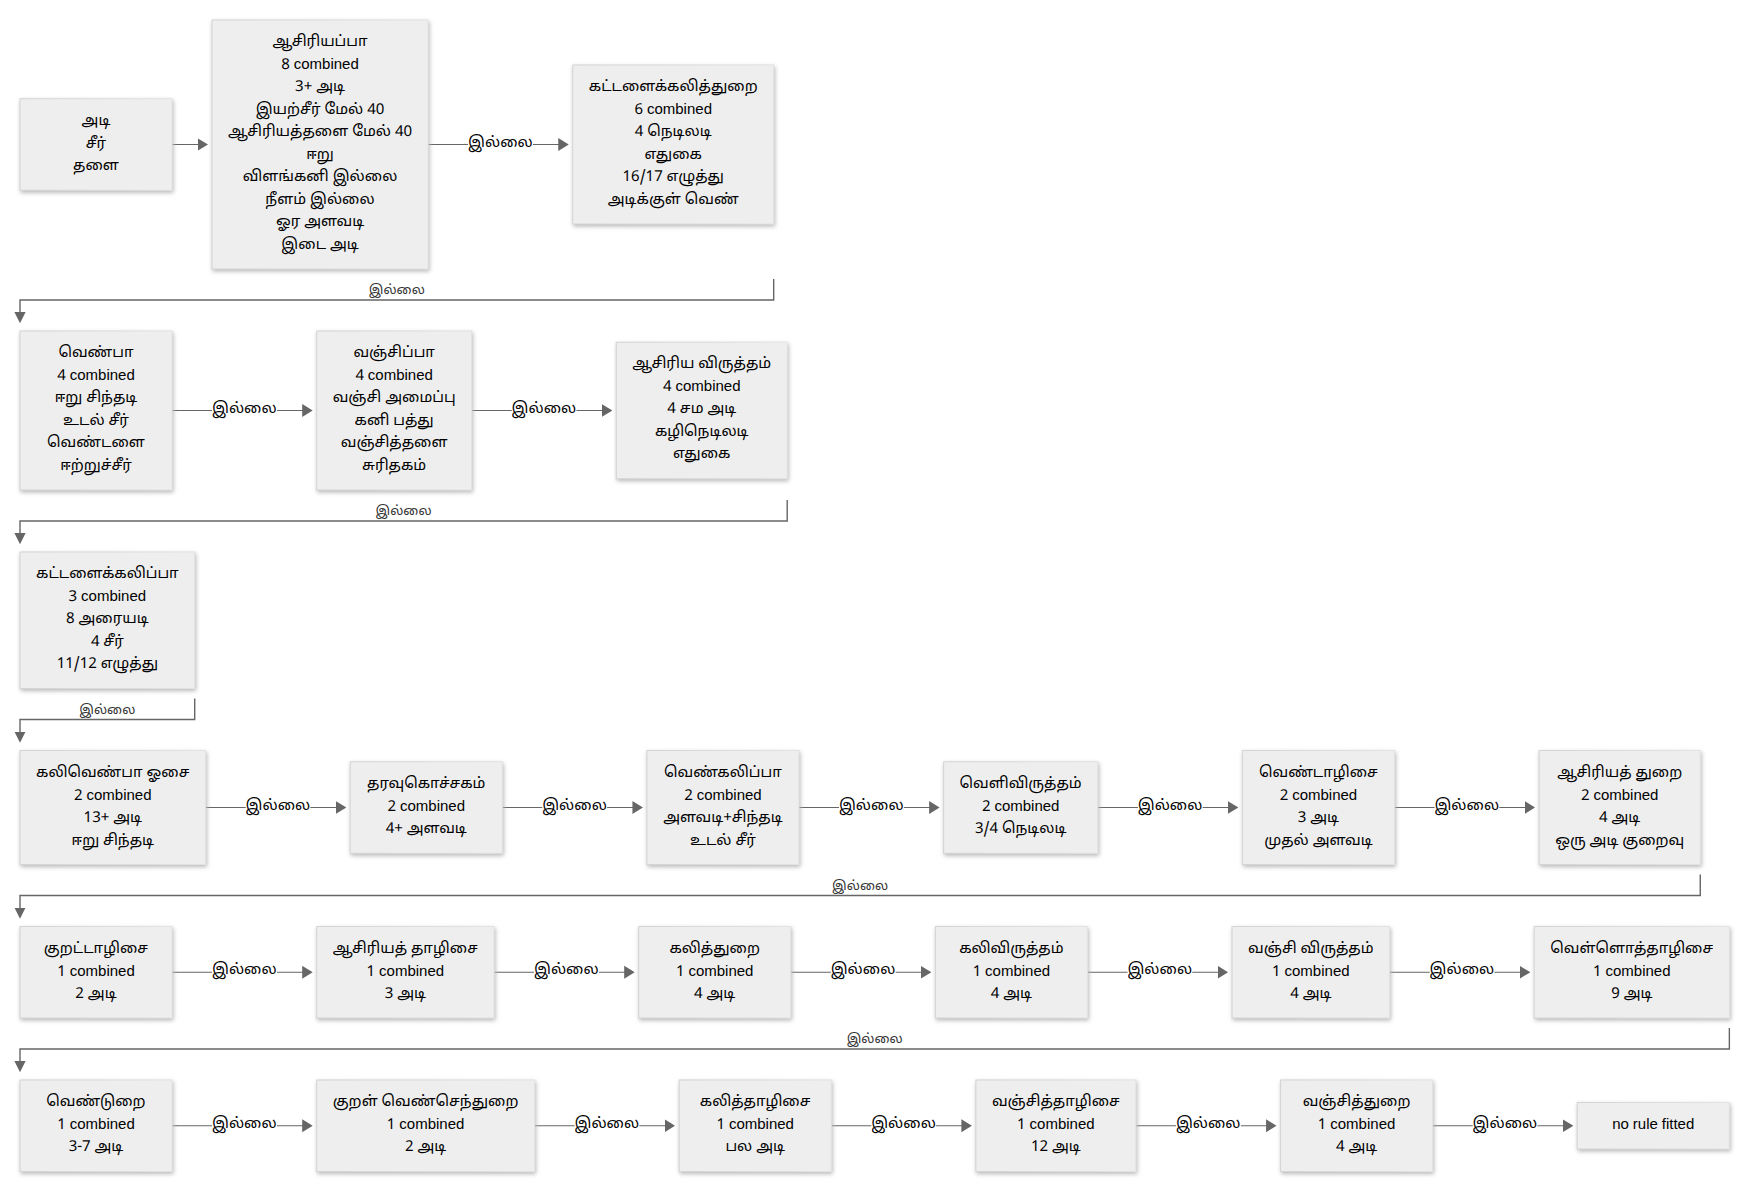 அடி
சீர்
தளை
ஆசிரியப்பா
8 combined
3+ அடி
இயற்சீர் மேல் 40
ஆசிரியத்தளை மேல் 40
ஈறு
விளங்கனி இல்லை
நீளம் இல்லை
ஓர அளவடி
இடை அடி
இல்லை
கட்டளைக்கலித்துறை
6 combined
4 நெடிலடி
எதுகை
16/17 எழுத்து
அடிக்குள் வெண்
இல்லை
வெண்பா
4 combined
ஈறு சிந்தடி
உடல் சீர்
வெண்டளை
ஈற்றுச்சீர்
இல்லை
வஞ்சிப்பா
4 combined
வஞ்சி அமைப்பு
கனி பத்து
வஞ்சித்தளை
சுரிதகம்
இல்லை
ஆசிரிய விருத்தம்
4 combined
4 சம அடி
கழிநெடிலடி
எதுகை
இல்லை
கட்டளைக்கலிப்பா
3 combined
8 அரையடி
4 சீர்
11/12 எழுத்து
இல்லை
கலிவெண்பா ஓசை
2 combined
13+ அடி
ஈறு சிந்தடி
இல்லை
தரவுகொச்சகம்
2 combined
4+ அளவடி
இல்லை
வெண்கலிப்பா
2 combined
அளவடி+சிந்தடி
உடல் சீர்
இல்லை
வெளிவிருத்தம்
2 combined
3/4 நெடிலடி
இல்லை
வெண்டாழிசை
2 combined
3 அடி
முதல் அளவடி
இல்லை
ஆசிரியத் துறை
2 combined
4 அடி
ஒரு அடி குறைவு
இல்லை
குறட்டாழிசை
1 combined
2 அடி
இல்லை
ஆசிரியத் தாழிசை
1 combined
3 அடி
இல்லை
கலித்துறை
1 combined
4 அடி
இல்லை
கலிவிருத்தம்
1 combined
4 அடி
இல்லை
வஞ்சி விருத்தம்
1 combined
4 அடி
இல்லை
வெள்ளொத்தாழிசை
1 combined
9 அடி
இல்லை
வெண்டுறை
1 combined
3-7 அடி
இல்லை
குறள் வெண்செந்துறை
1 combined
2 அடி
இல்லை
கலித்தாழிசை
1 combined
பல அடி
இல்லை
வஞ்சித்தாழிசை
1 combined
12 அடி
இல்லை
வஞ்சித்துறை
1 combined
4 அடி
இல்லை
no rule fitted